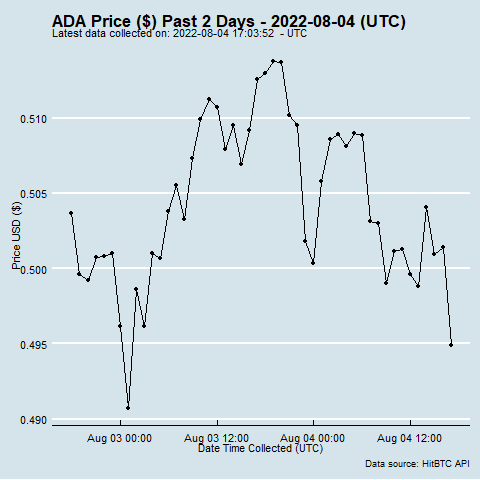 ADA Price ($) Past 2 Days - 2022-08-04 (UTC)
Latest data collected on: 2022-08-04 17:03:52 - UTC
0.510
0.505
0.500
0.495
0.490
Price USD ($)
Aug 03 00:00
Aug 03 12:00
Aug 04 00:00
Aug 04 12:00
Date Time Collected (UTC)
Data source: HitBTC API